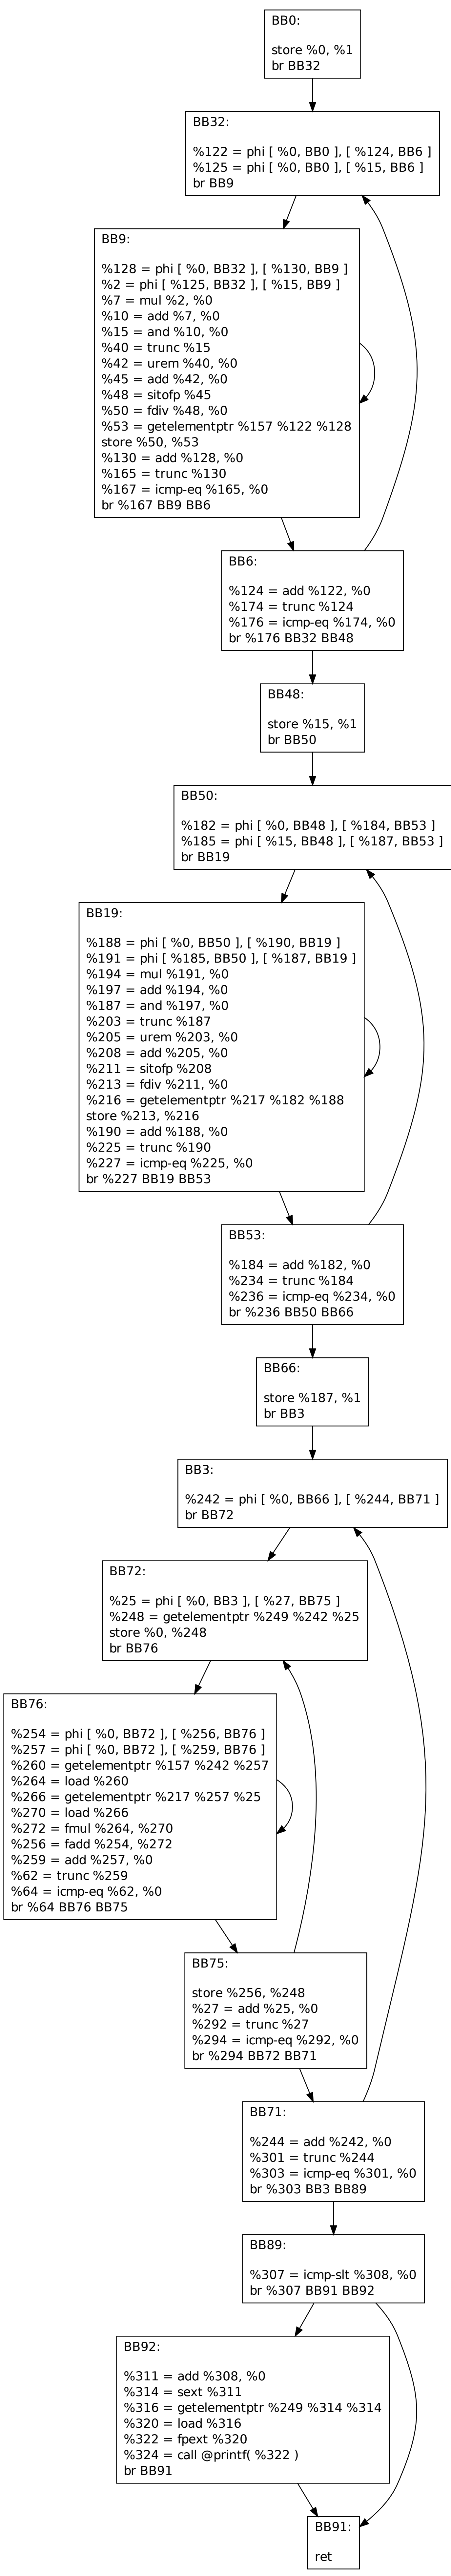 BB0:
store %0, %1
br BB32
BB32:
%122 = phi [ %0, BB0 ], [ %124, BB6 ]
%125 = phi [ %0, BB0 ], [ %15, BB6 ]
br BB9
BB9:
%128 = phi [ %0, BB32 ], [ %130, BB9 ]
%2 = phi [ %125, BB32 ], [ %15, BB9 ]
%7 = mul %2, %0
%10 = add %7, %0
%15 = and %10, %0
%40 = trunc %15
%42 = urem %40, %0
%45 = add %42, %0
%48 = sitofp %45
%50 = fdiv %48, %0
%53 = getelementptr %157 %122 %128
store %50, %53
%130 = add %128, %0
%165 = trunc %130
%167 = icmp-eq %165, %0
br %167 BB9 BB6
BB6:
%124 = add %122, %0
%174 = trunc %124
%176 = icmp-eq %174, %0
br %176 BB32 BB48
BB48:
store %15, %1
br BB50
BB50:
%182 = phi [ %0, BB48 ], [ %184, BB53 ]
%185 = phi [ %15, BB48 ], [ %187, BB53 ]
br BB19
BB19:
%188 = phi [ %0, BB50 ], [ %190, BB19 ]
%191 = phi [ %185, BB50 ], [ %187, BB19 ]
%194 = mul %191, %0
%197 = add %194, %0
%187 = and %197, %0
%203 = trunc %187
%205 = urem %203, %0
%208 = add %205, %0
%211 = sitofp %208
%213 = fdiv %211, %0
%216 = getelementptr %217 %182 %188
store %213, %216
%190 = add %188, %0
%225 = trunc %190
%227 = icmp-eq %225, %0
br %227 BB19 BB53
BB53:
%184 = add %182, %0
%234 = trunc %184
%236 = icmp-eq %234, %0
br %236 BB50 BB66
BB66:
store %187, %1
br BB3
BB3:
%242 = phi [ %0, BB66 ], [ %244, BB71 ]
br BB72
BB72:
%25 = phi [ %0, BB3 ], [ %27, BB75 ]
%248 = getelementptr %249 %242 %25
store %0, %248
br BB76
BB76:
%254 = phi [ %0, BB72 ], [ %256, BB76 ]
%257 = phi [ %0, BB72 ], [ %259, BB76 ]
%260 = getelementptr %157 %242 %257
%264 = load %260
%266 = getelementptr %217 %257 %25
%270 = load %266
%272 = fmul %264, %270
%256 = fadd %254, %272
%259 = add %257, %0
%62 = trunc %259
%64 = icmp-eq %62, %0
br %64 BB76 BB75
BB75:
store %256, %248
%27 = add %25, %0
%292 = trunc %27
%294 = icmp-eq %292, %0
br %294 BB72 BB71
BB71:
%244 = add %242, %0
%301 = trunc %244
%303 = icmp-eq %301, %0
br %303 BB3 BB89
BB89:
%307 = icmp-slt %308, %0
br %307 BB91 BB92
BB92:
%311 = add %308, %0
%314 = sext %311
%316 = getelementptr %249 %314 %314
%320 = load %316
%322 = fpext %320
%324 = call @printf( %322 )
br BB91
BB91:
ret